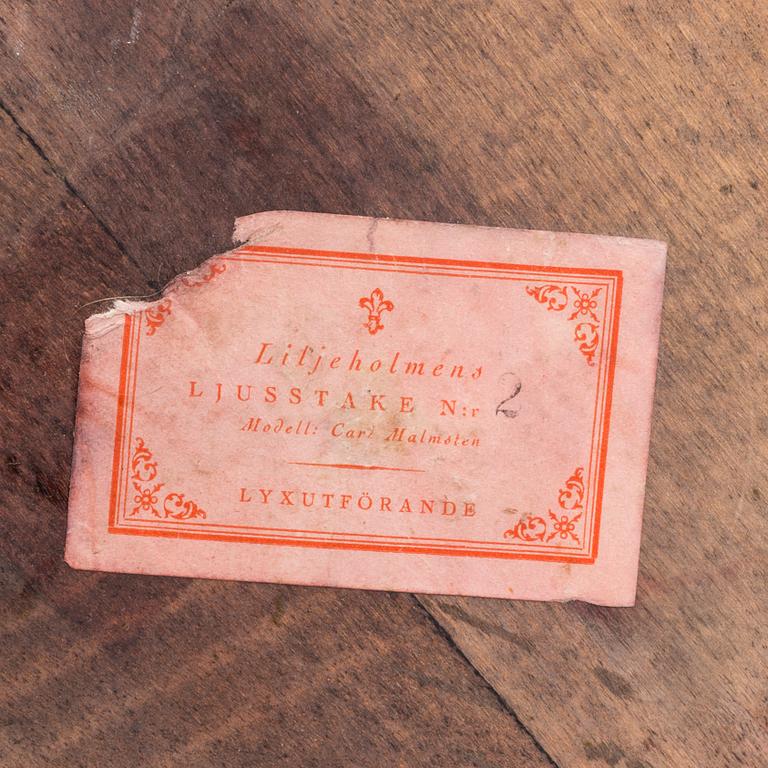 Liljeholmens
LJUSSTAKE N:r 2
Modell: Carl Malmsten
LYXUTFÖRANDE